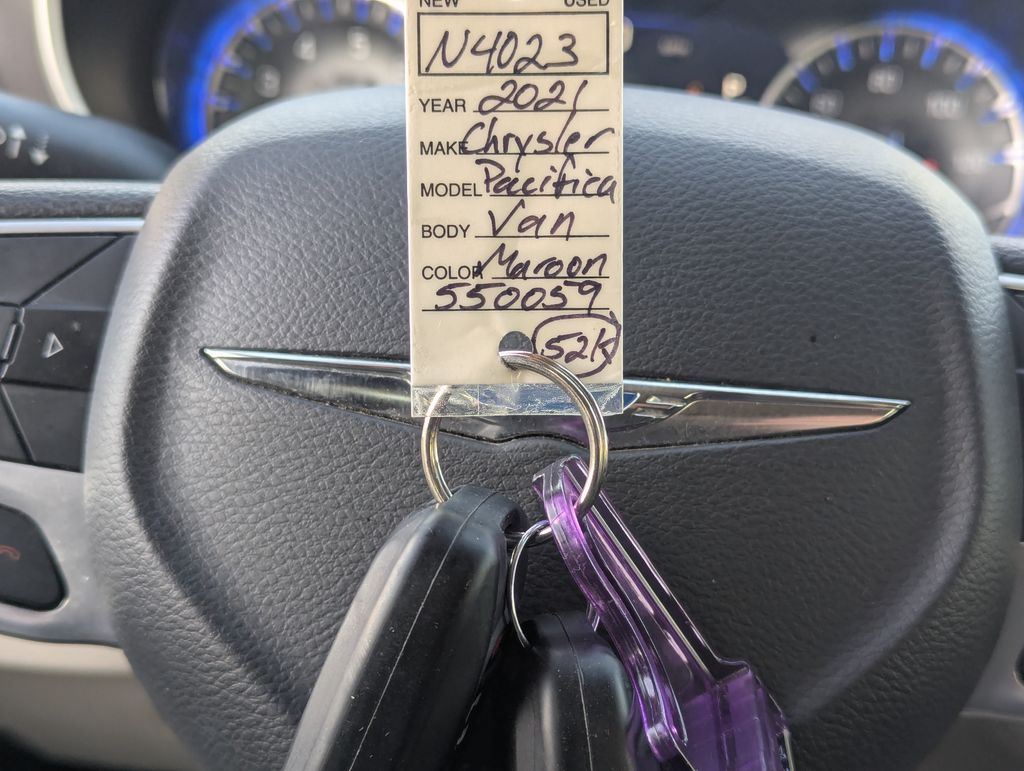 NEW USED
N4023
YEAR 2021
MAKE Chrysler
MODEL Pacifica
BODY Van
COLOR Maroon
550059
52K